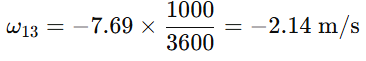 ω₁₃ = −7.69 × 1000/3600 = −2.14 m/s